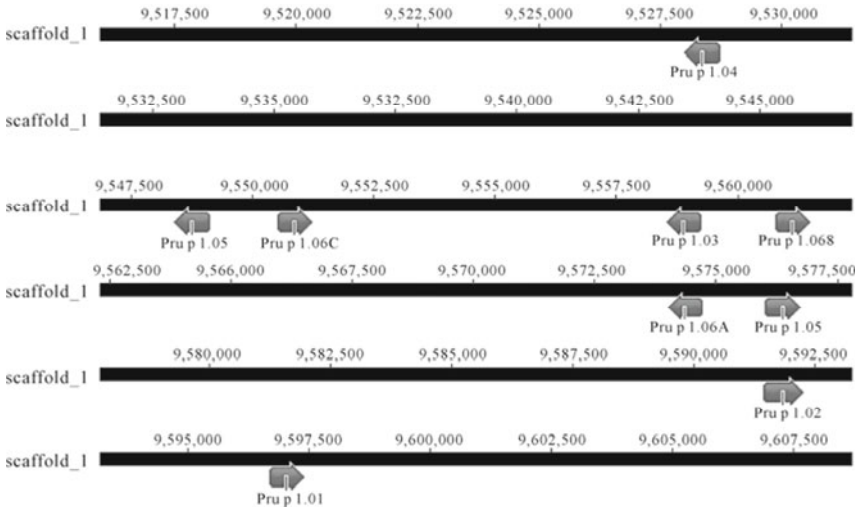 9,517,500 9,520,000 9,522,500 9,525,000 9,527,500 9,530,000
scaffold_1
Pru p 1.04
9,532,500 9,535,000 9,532,500 9,540,000 9,542,500 9,545,000
scaffold_1
9,547,500 9,550,000 9,552,500 9,555,000 9,557,500 9,560,000
scaffold_1
Pru p 1.05 Pru p 1.06C Pru p 1.03 Pru p 1.068
9,562,500 9,566,000 9,567,500 9,570,000 9,572,500 9,575,000 9,577,500
scaffold_1
Pru p 1.06A Pru p 1.05
9,580,000 9,582,500 9,585,000 9,587,500 9,590,000 9,592,500
scaffold_1
Pru p 1.02
9,595,000 9,597,500 9,600,000 9,602,500 9,605,000 9,607,500
scaffold_1
Pru p 1.01